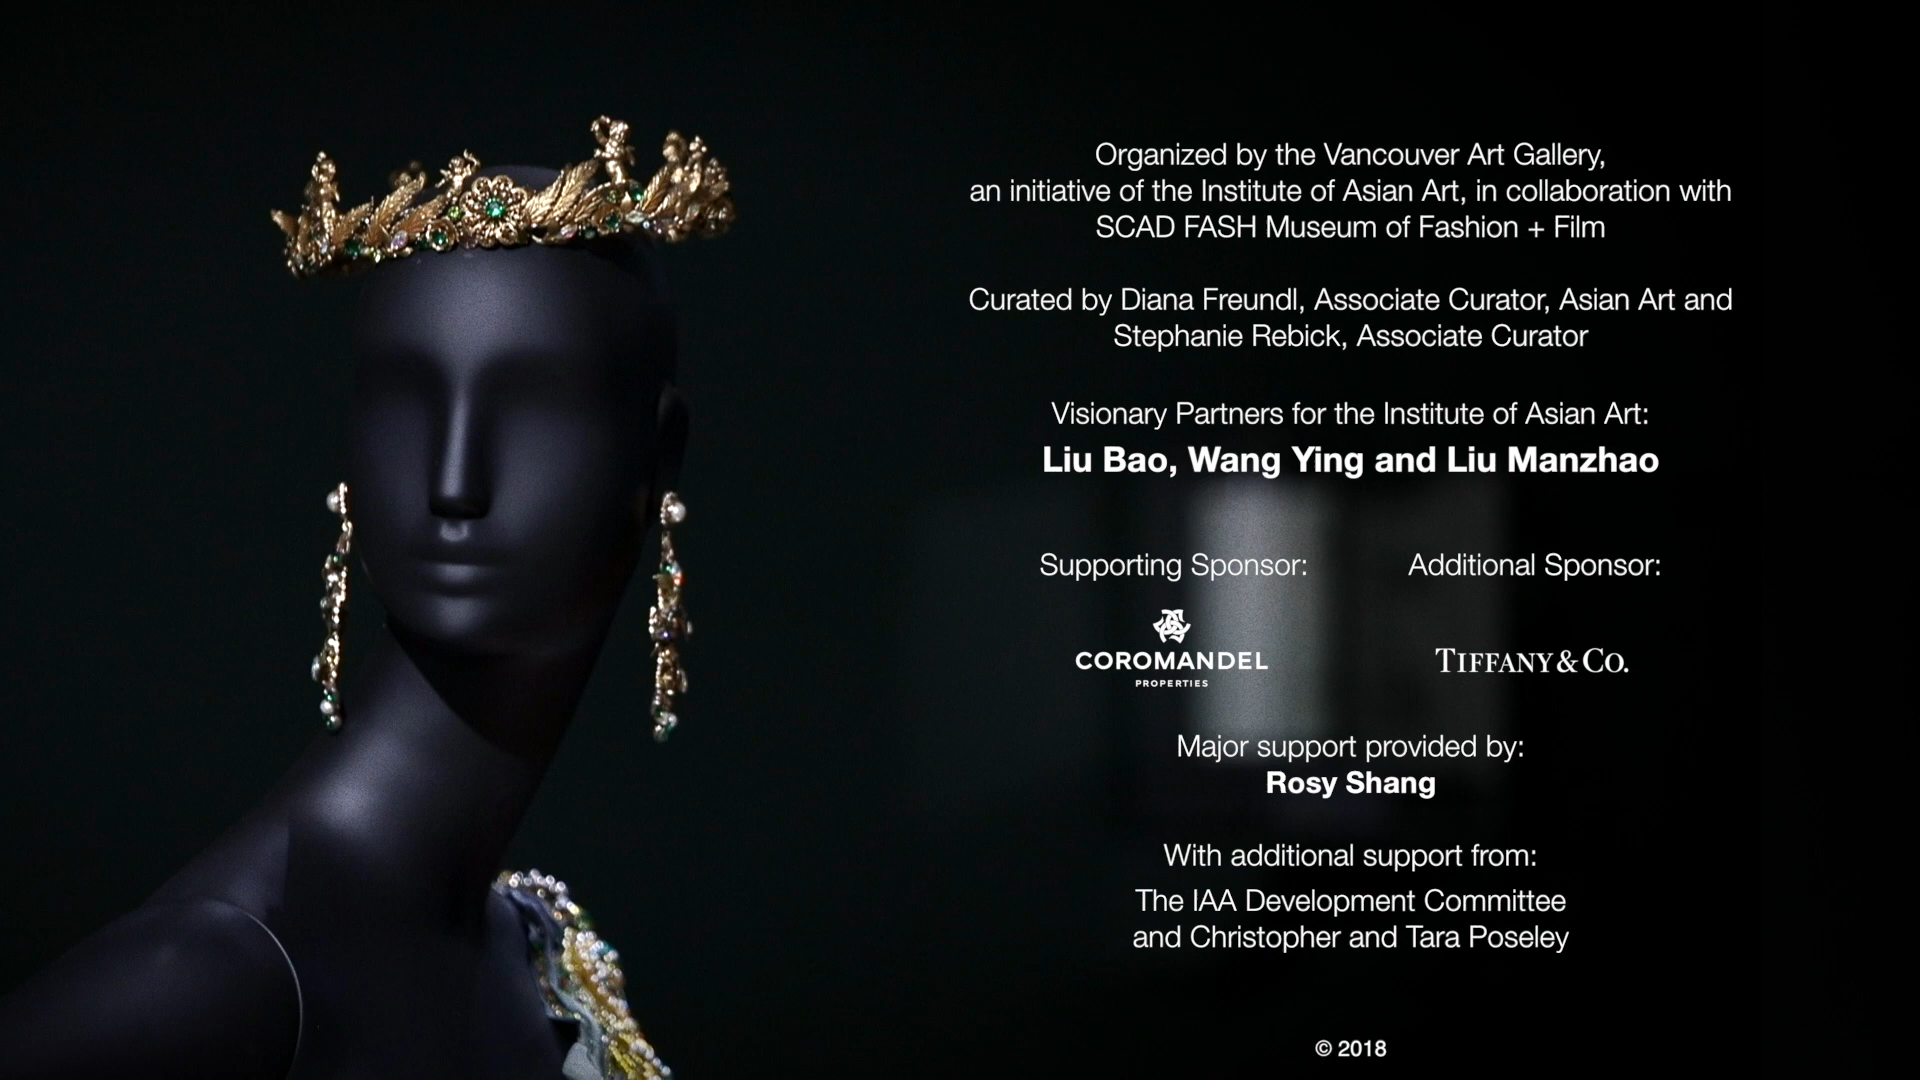 Organized by the Vancouver Art Gallery,
an initiative of the Institute of Asian Art, in collaboration with
SCAD FASH Museum of Fashion + Film
Curated by Diana Freundl, Associate Curator, Asian Art and
Stephanie Rebick, Associate Curator
Visionary Partners for the Institute of Asian Art:
Liu Bao, Wang Ying and Liu Manzhao
Supporting Sponsor:
COROMANDEL
PROPERTIES
Additional Sponsor:
TIFFANY & CO.
Major support provided by:
Rosy Shang
With additional support from:
The IAA Development Committee
and Christopher and Tara Poseley
© 2018